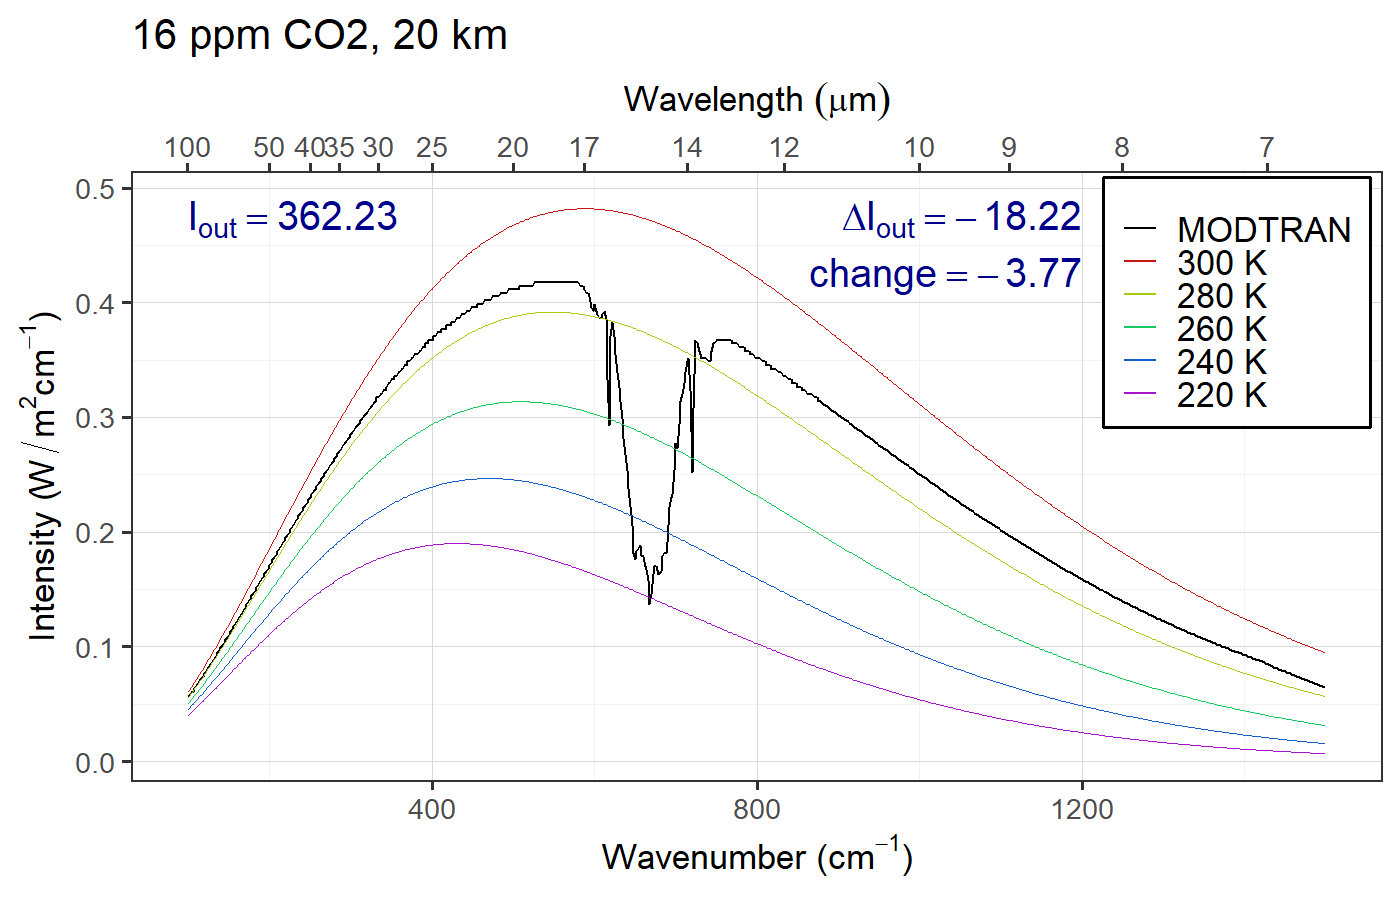 16 ppm CO2, 20 km
Wavelength (μm)
100 50 40 35 30 25 20 17 14 12 10 9 8 7
0.5
0.4
0.3
0.2
0.1
0.0
Intensity (W / m²cm⁻¹)
I_out = 362.23
ΔI_out = − 18.22
change = − 3.77
MODTRAN
300 K
280 K
260 K
240 K
220 K
400 800 1200
Wavenumber (cm⁻¹)